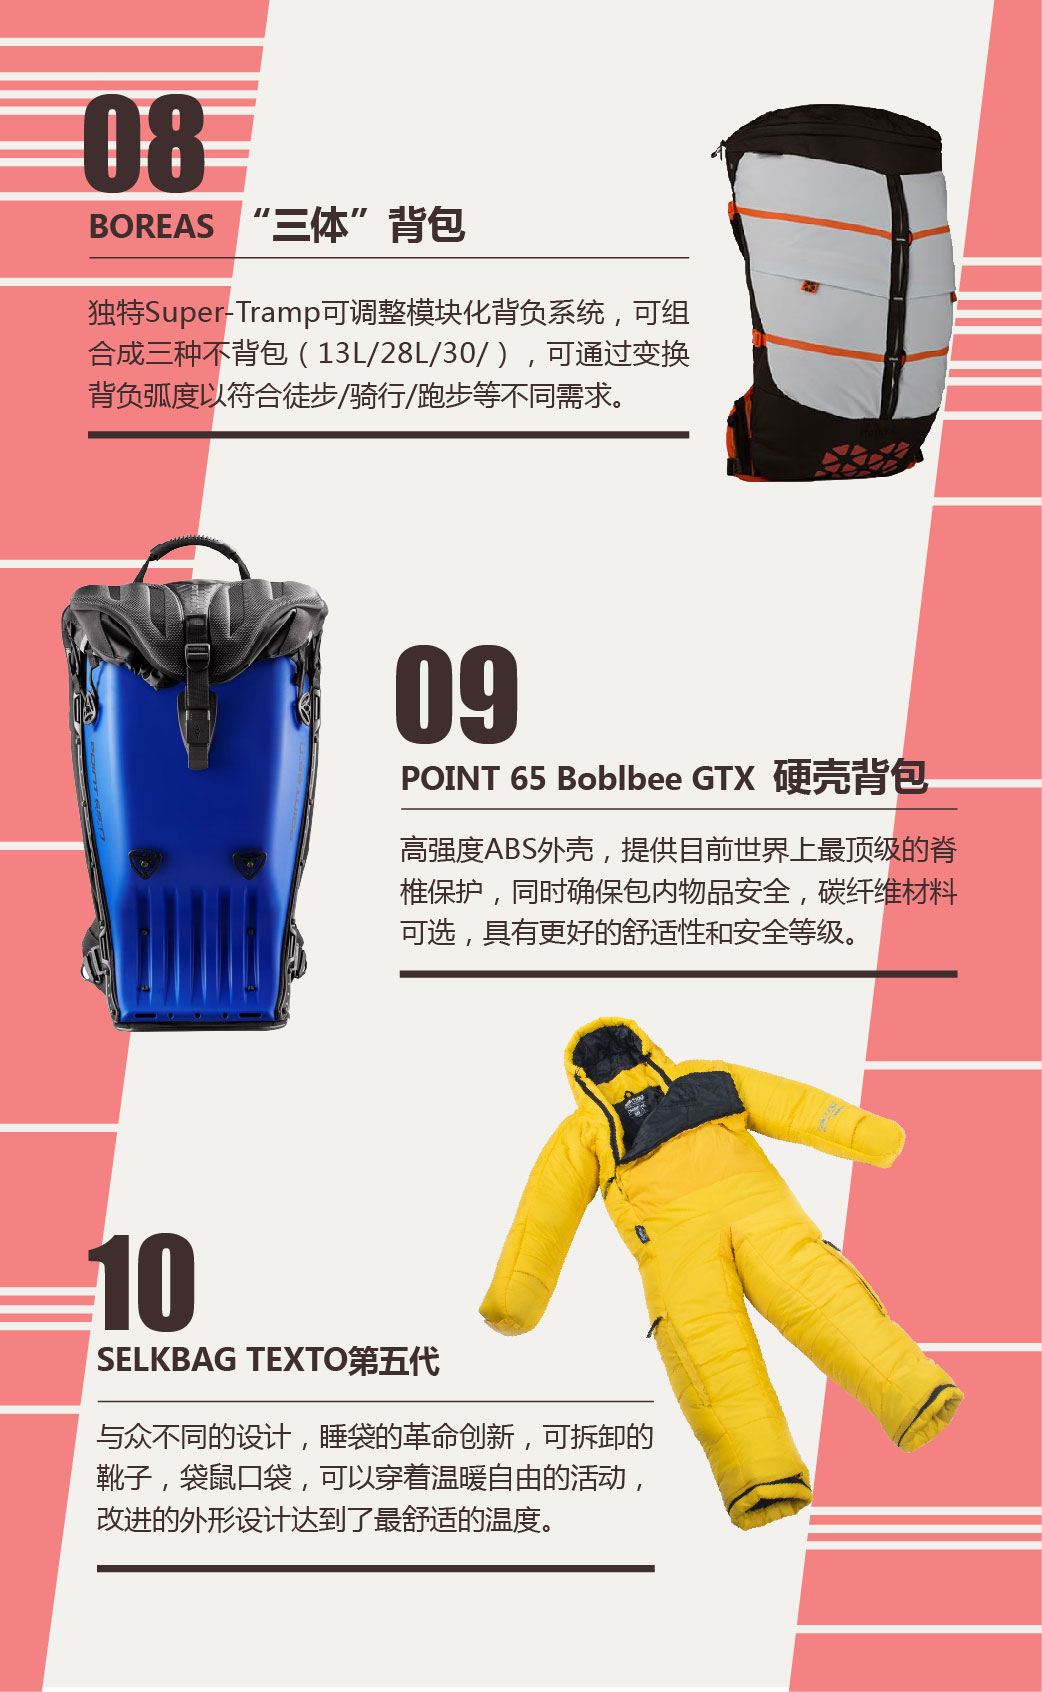 08
BOREAS “三体”背包
独特Super-Tramp可调整模块化背负系统，可组
合成三种不背包（13L/28L/30/），可通过变换
背负弧度以符合徒步/骑行/跑步等不同需求。
09
POINT 65 Boblbee GTX 硬壳背包
高强度ABS外壳，提供目前世界上最顶级的脊
椎保护，同时确保包内物品安全，碳纤维材料
可选，具有更好的舒适性和安全等级。
10
SELKBAG TEXTO第五代
与众不同的设计，睡袋的革命创新，可拆卸的
靴子，袋鼠口袋，可以穿着温暖自由的活动，
改进的外形设计达到了最舒适的温度。